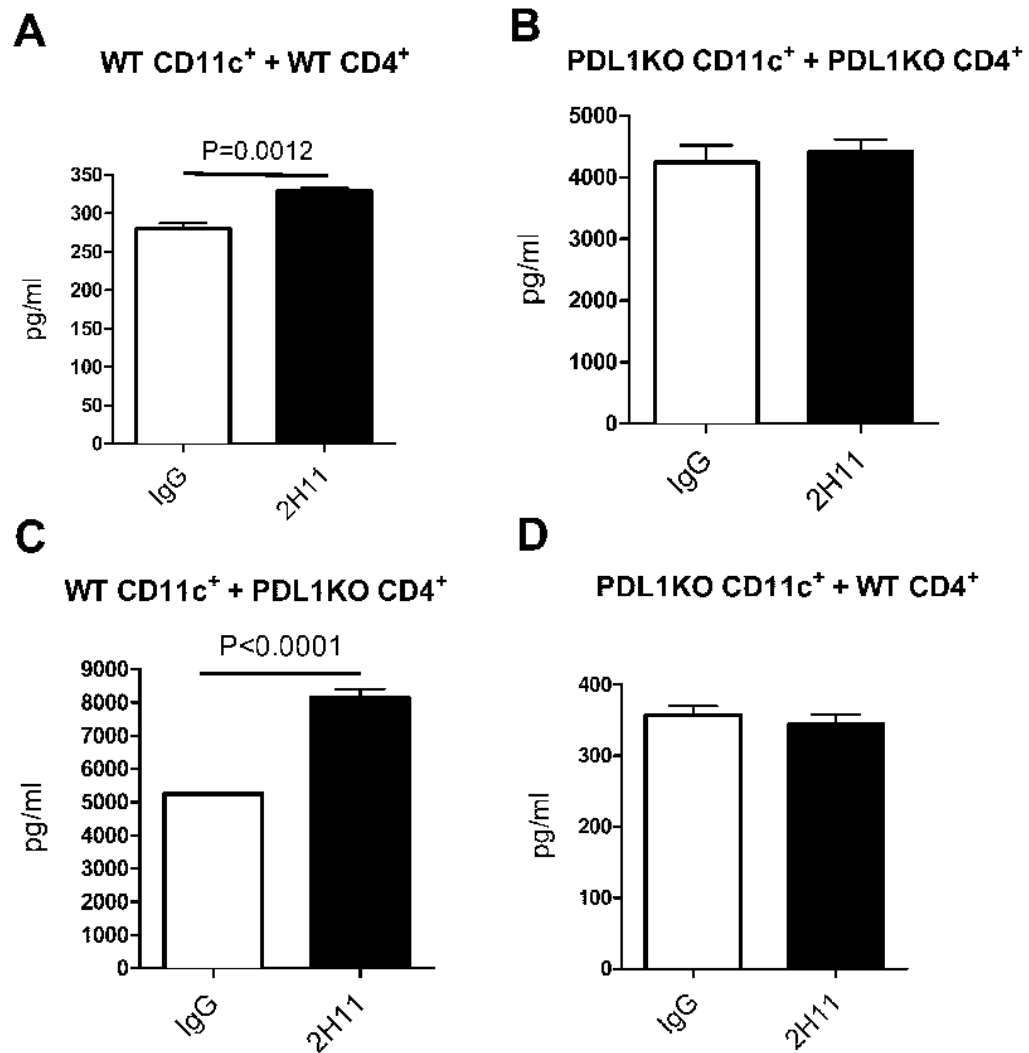 A
WT CD11c⁺ + WT CD4⁺
P=0.0012
350
300
250
200
150
100
50
0
pg/ml
IgG
2H11
B
PDL1KO CD11c⁺ + PDL1KO CD4⁺
5000
4000
3000
2000
1000
0
pg/ml
IgG
2H11
C
WT CD11c⁺ + PDL1KO CD4⁺
P<0.0001
9000
8000
7000
6000
5000
4000
3000
2000
1000
0
pg/ml
IgG
2H11
D
PDL1KO CD11c⁺ + WT CD4⁺
400
300
200
100
0
pg/ml
IgG
2H11